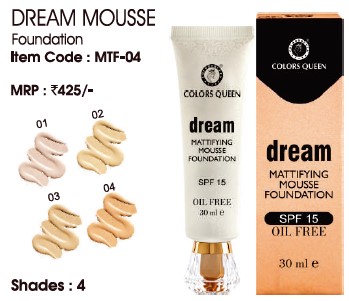 DREAM MOUSSE
Foundation
Item Code : MTF-04
MRP : ₹425/-
01
02
03
04
Shades : 4
COLORS QUEEN
dream
MATTIFYING
MOUSSE
FOUNDATION
SPF 15
OIL FREE
30 ml e
COLORS QUEEN
dream
MATTIFYING
MOUSSE
FOUNDATION
SPF 15
OIL FREE
30 ml e